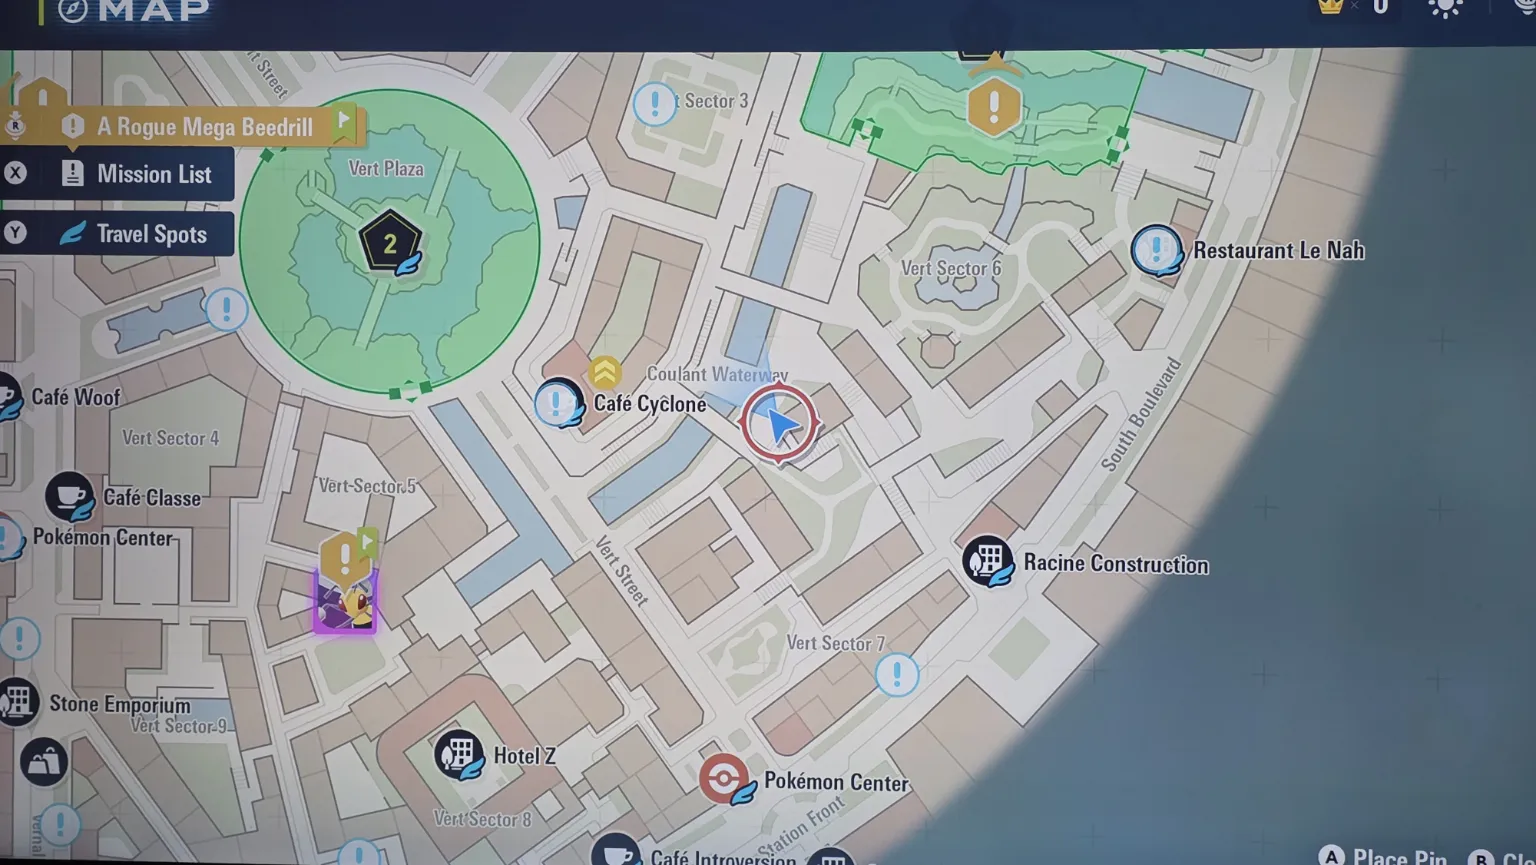 MAP
× 0
Vert Street
A Rogue Mega Beedrill
R
X Mission List
Y Travel Spots
Vert Plaza
2
t Sector 3
Restaurant Le Nah
Vert Sector 6
Coulant Waterway
Café Cyclone
Café Woof
Vert Sector 4
Café Classe
Vert Sector 5
Pokémon Center
South Boulevard
Vert Street
Racine Construction
Vert Sector 7
Stone Emporium
Vert Sector 9
Hotel Z
Pokémon Center
Vert Sector 8
Station Front
Café Introversion
A Place Pin
B